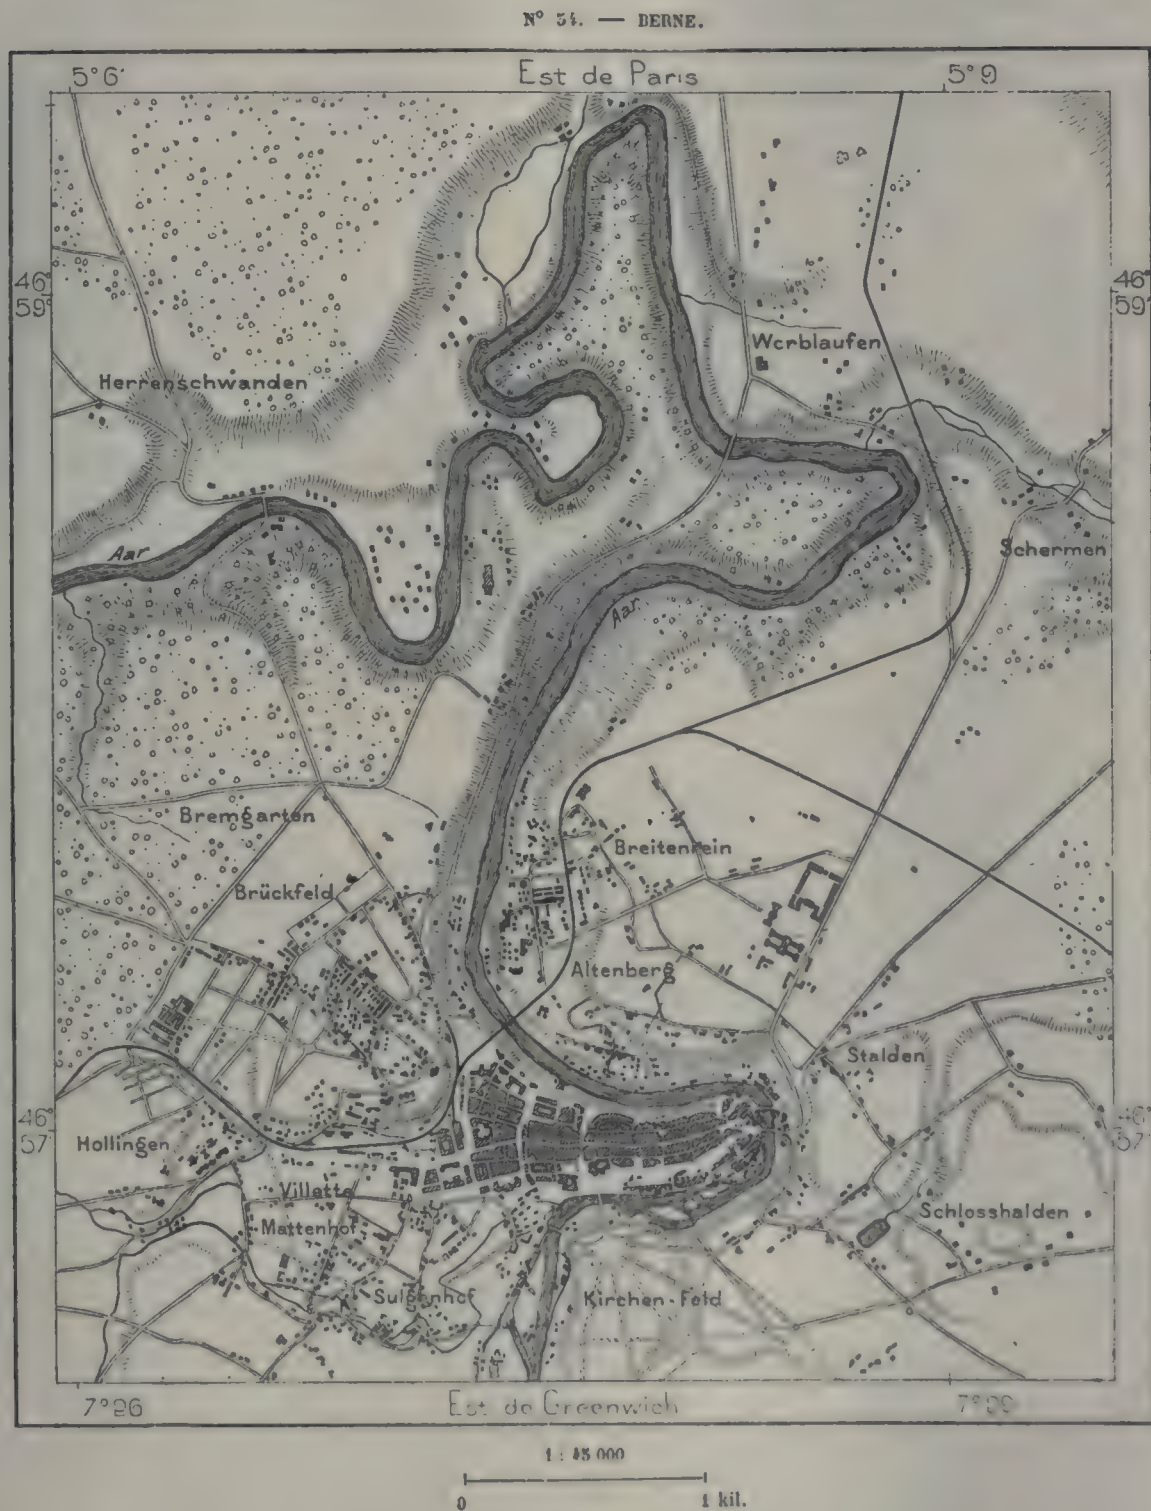 N° 54. — BERNE.
5°6' Est de Paris 5°9
46° 59' 46° 59'
Worblaufen
Herrenschwanden
Aar
Schermen
Aar
Bremgarten
Breitenrein
Brückfeld
Altenberg
Stalden
46° 57' 46° 57'
Hollingen
Villette
Schlosshalden
Mattenhof
Sulgenhof
Kirchen-Feld
7°26 Est de Greenwich
1 : 45 000
0 1 kil.